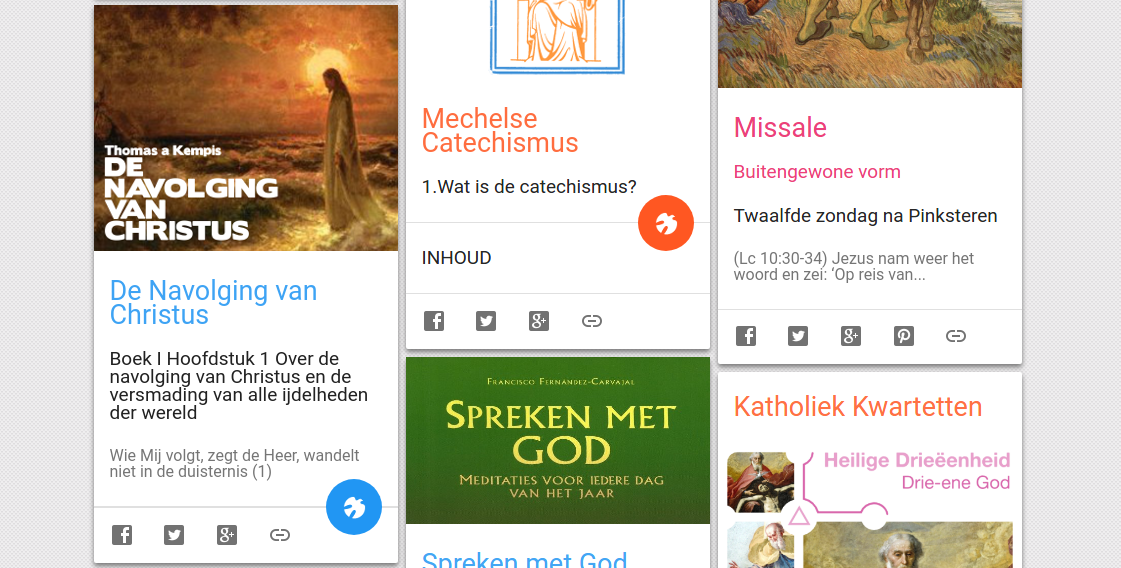 Thomas a Kempis
DE
NAVOLGING
VAN
CHRISTUS
De Navolging van
Christus
Boek I Hoofdstuk 1 Over de
navolging van Christus en de
versmading van alle ijdelheden
der wereld
Wie Mij volgt, zegt de Heer, wandelt
niet in de duisternis (1)
Mechelse
Catechismus
1.Wat is de catechismus?
INHOUD
Francisco Fernandez-Carvajal
Spreken met
God
Meditaties voor iedere dag
van het jaar
Spreken met God
Missale
Buitengewone vorm
Twaalfde zondag na Pinksteren
(Lc 10:30-34) Jezus nam weer het
woord en zei: ‘Op reis van...
Katholiek Kwartetten
Heilige Drieëenheid
Drie-ene God